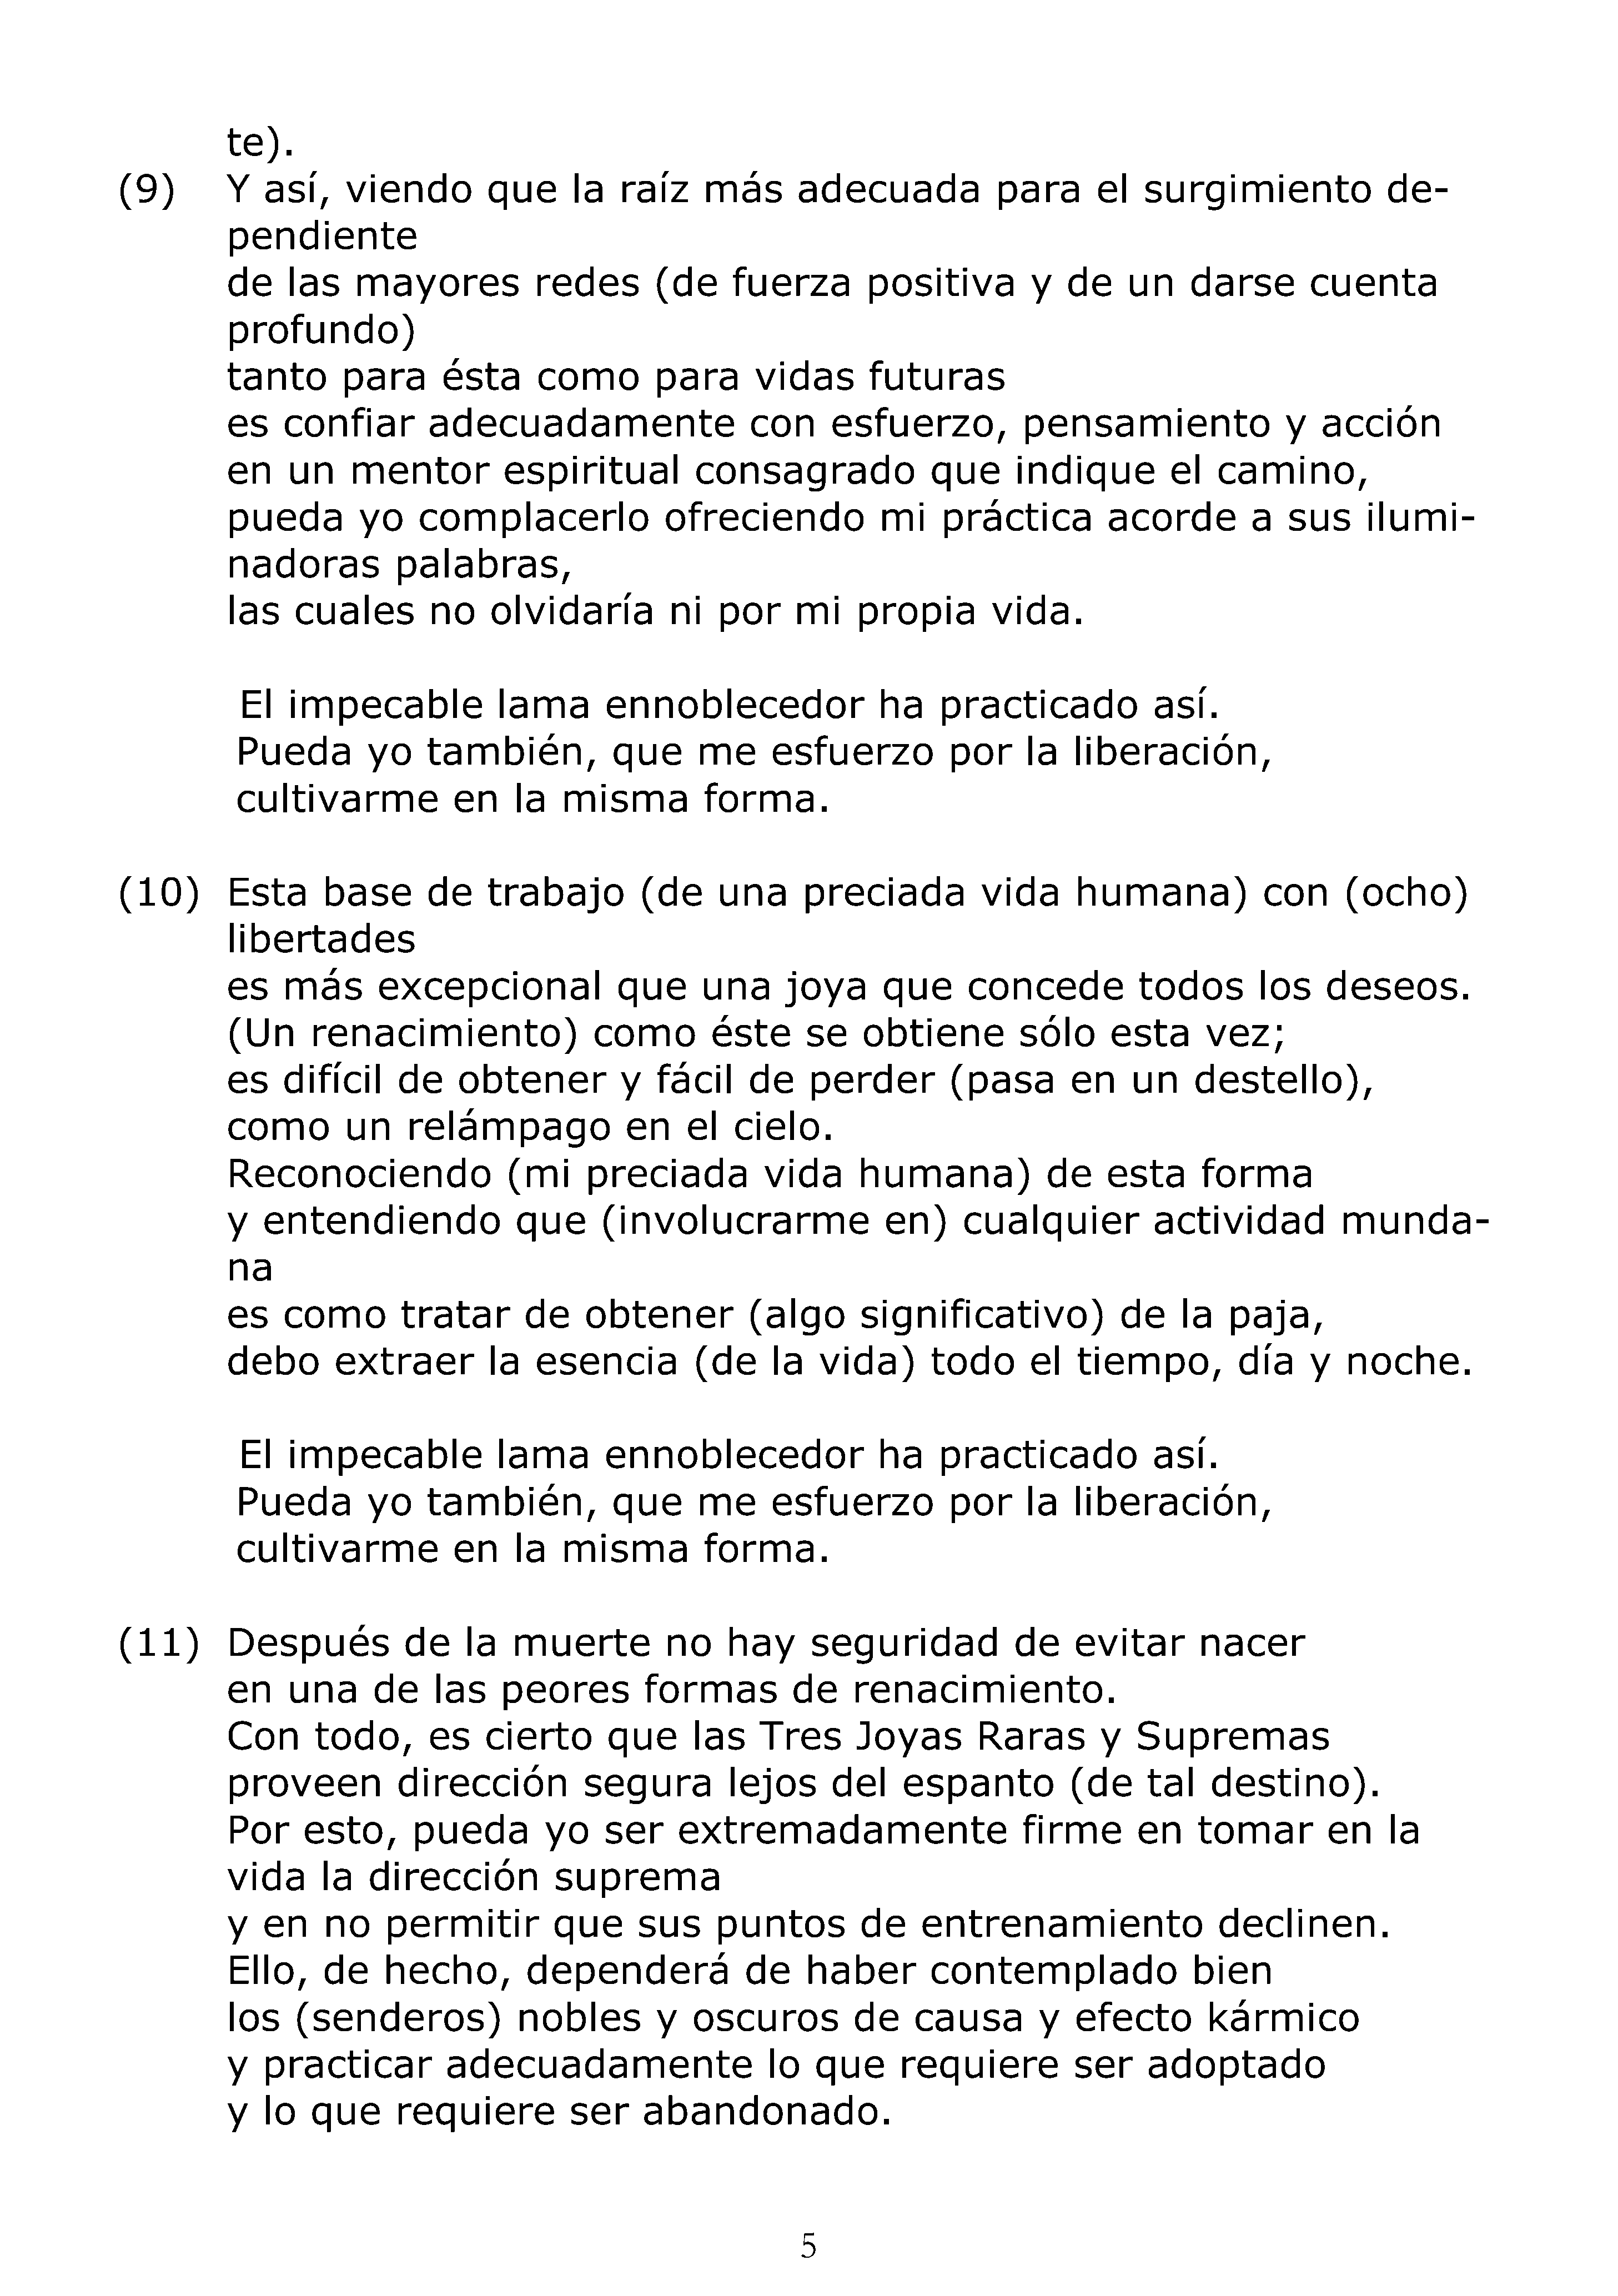 te).
(9) Y así, viendo que la raíz más adecuada para el surgimiento de-
pendiente
de las mayores redes (de fuerza positiva y de un darse cuenta
profundo)
tanto para ésta como para vidas futuras
es confiar adecuadamente con esfuerzo, pensamiento y acción
en un mentor espiritual consagrado que indique el camino,
pueda yo complacerlo ofreciendo mi práctica acorde a sus ilumi-
nadoras palabras,
las cuales no olvidaría ni por mi propia vida.
El impecable lama ennoblecedor ha practicado así.
Pueda yo también, que me esfuerzo por la liberación,
cultivarme en la misma forma.
(10) Esta base de trabajo (de una preciada vida humana) con (ocho)
libertades
es más excepcional que una joya que concede todos los deseos.
(Un renacimiento) como éste se obtiene sólo esta vez;
es difícil de obtener y fácil de perder (pasa en un destello),
como un relámpago en el cielo.
Reconociendo (mi preciada vida humana) de esta forma
y entendiendo que (involucrarme en) cualquier actividad munda-
na
es como tratar de obtener (algo significativo) de la paja,
debo extraer la esencia (de la vida) todo el tiempo, día y noche.
El impecable lama ennoblecedor ha practicado así.
Pueda yo también, que me esfuerzo por la liberación,
cultivarme en la misma forma.
(11) Después de la muerte no hay seguridad de evitar nacer
en una de las peores formas de renacimiento.
Con todo, es cierto que las Tres Joyas Raras y Supremas
proveen dirección segura lejos del espanto (de tal destino).
Por esto, pueda yo ser extremadamente firme en tomar en la
vida la dirección suprema
y en no permitir que sus puntos de entrenamiento declinen.
Ello, de hecho, dependerá de haber contemplado bien
los (senderos) nobles y oscuros de causa y efecto kármico
y practicar adecuadamente lo que requiere ser adoptado
y lo que requiere ser abandonado.
5